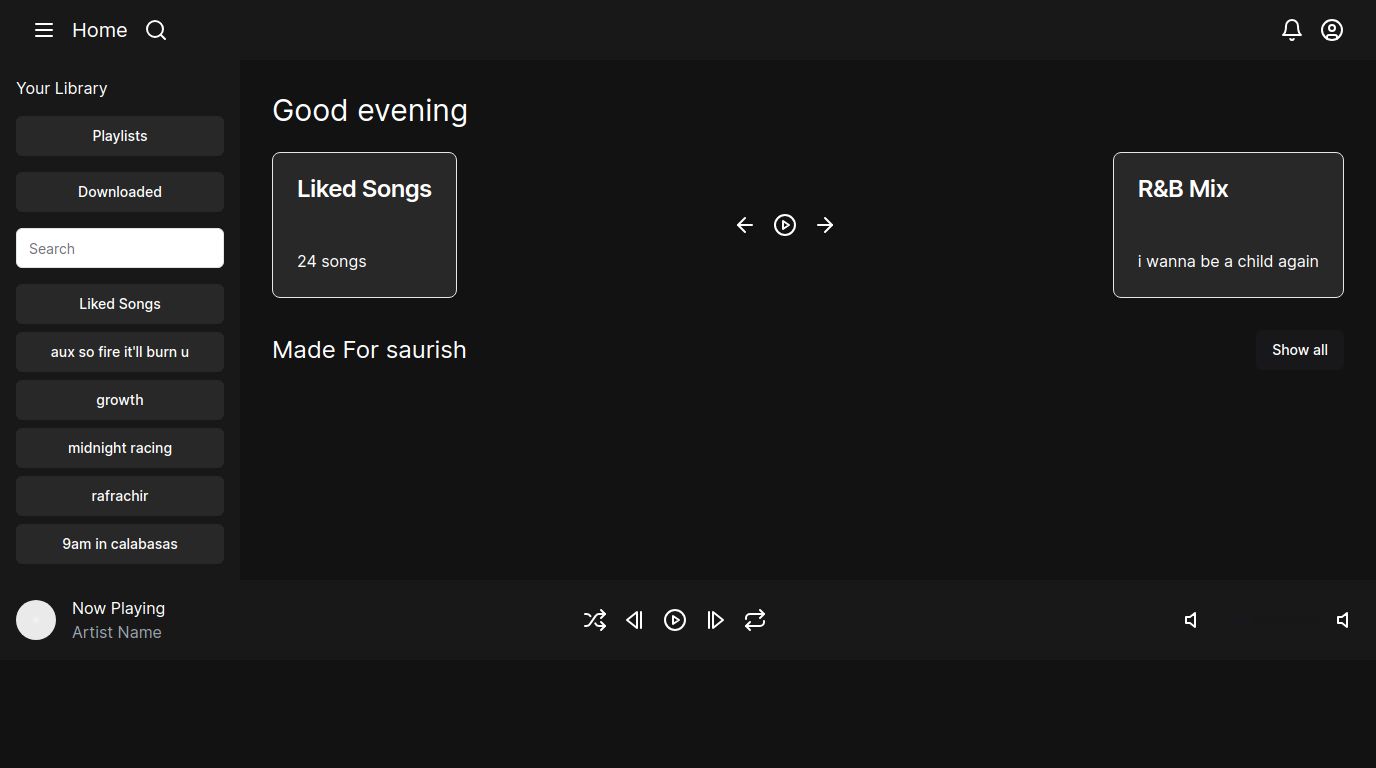 Home
Your Library
Playlists
Downloaded
Search
Liked Songs
aux so fire it'll burn u
growth
midnight racing
rafrachir
9am in calabasas
Good evening
Liked Songs
24 songs
R&B Mix
i wanna be a child again
Made For saurish
Show all
Now Playing
Artist Name